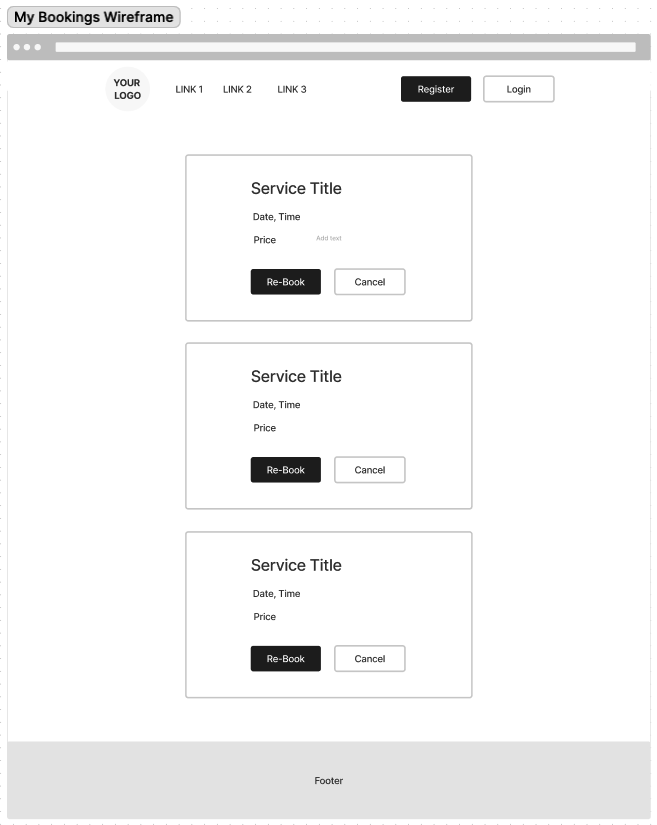 My Bookings Wireframe
YOUR
LOGO
LINK 1
LINK 2
LINK 3
Register
Login
Service Title
Date, Time
Price
Add text
Re-Book
Cancel
Service Title
Date, Time
Price
Re-Book
Cancel
Service Title
Date, Time
Price
Re-Book
Cancel
Footer